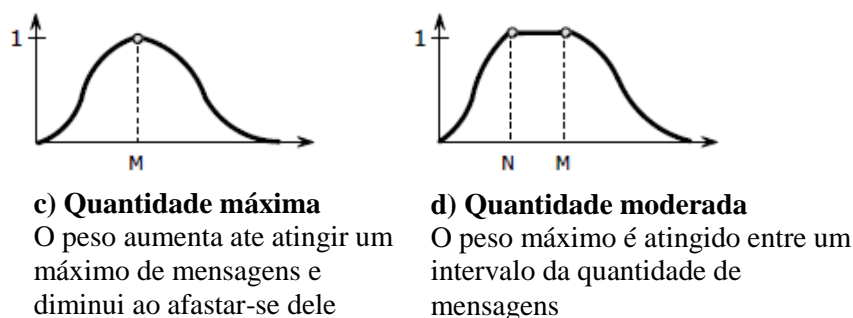 1
M
c) Quantidade máxima
O peso aumenta ate atingir um
máximo de mensagens e
diminui ao afastar-se dele
1
N M
d) Quantidade moderada
O peso máximo é atingido entre um
intervalo da quantidade de
mensagens